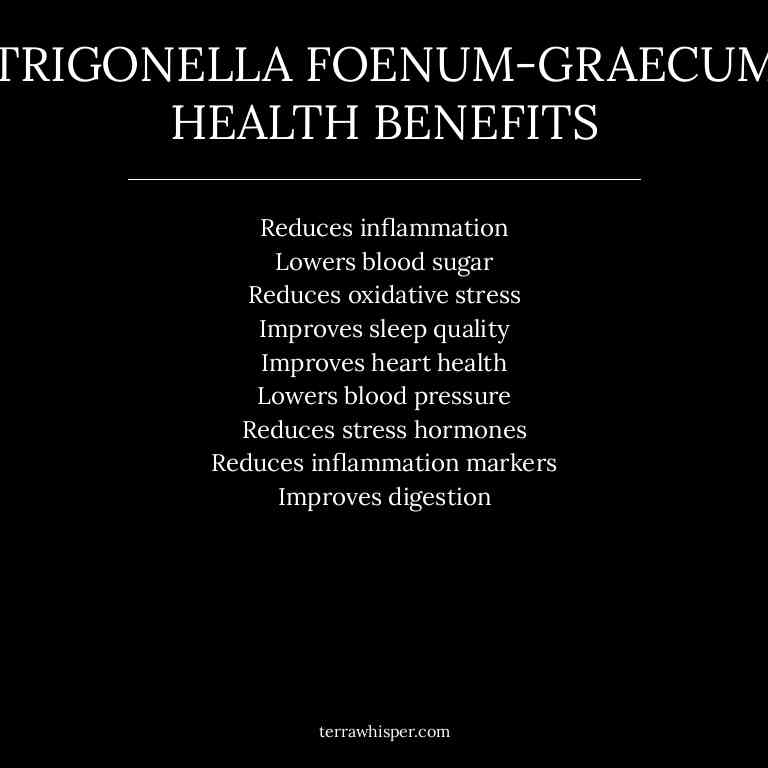 TRIGONELLA FOENUM-GRAECUM
HEALTH BENEFITS
Reduces inflammation
Lowers blood sugar
Reduces oxidative stress
Improves sleep quality
Improves heart health
Lowers blood pressure
Reduces stress hormones
Reduces inflammation markers
Improves digestion
terrawhisper.com